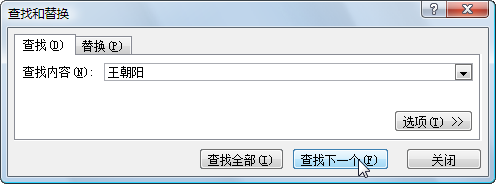 查找和替换
查找(D) 替换(P)
查找内容(N): 王朝阳
选项(T) >>
查找全部(I) 查找下一个(F) 关闭